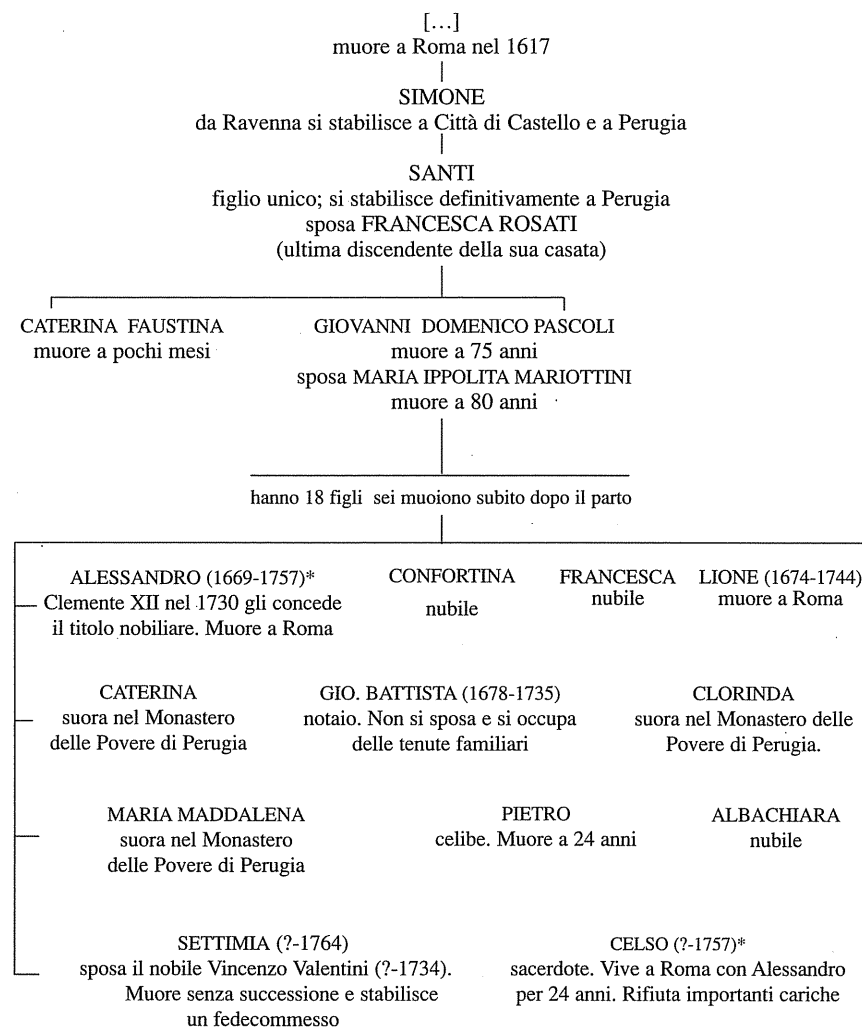 […]
muore a Roma nel 1617
SIMONE
da Ravenna si stabilisce a Città di Castello e a Perugia
SANTI
figlio unico; si stabilisce definitivamente a Perugia
sposa FRANCESCA ROSATI
(ultima discendente della sua casata)
CATERINA FAUSTINA
muore a pochi mesi
GIOVANNI DOMENICO PASCOLI
muore a 75 anni
sposa MARIA IPPOLITA MARIOTTINI
muore a 80 anni
hanno 18 figli sei muoiono subito dopo il parto
ALESSANDRO (1669-1757)*
Clemente XII nel 1730 gli concede
il titolo nobiliare. Muore a Roma
CONFORTINA
nubile
FRANCESCA
nubile
LIONE (1674-1744)
muore a Roma
CATERINA
suora nel Monastero
delle Povere di Perugia
GIO. BATTISTA (1678-1735)
notaio. Non si sposa e si occupa
delle tenute familiari
CLORINDA
suora nel Monastero delle
Povere di Perugia.
MARIA MADDALENA
suora nel Monastero
delle Povere di Perugia
PIETRO
celibe. Muore a 24 anni
ALBACHIARA
nubile
SETTIMIA (?-1764)
sposa il nobile Vincenzo Valentini (?-1734).
Muore senza successione e stabilisce
un fedecommesso
CELSO (?-1757)*
sacerdote. Vive a Roma con Alessandro
per 24 anni. Rifiuta importanti cariche